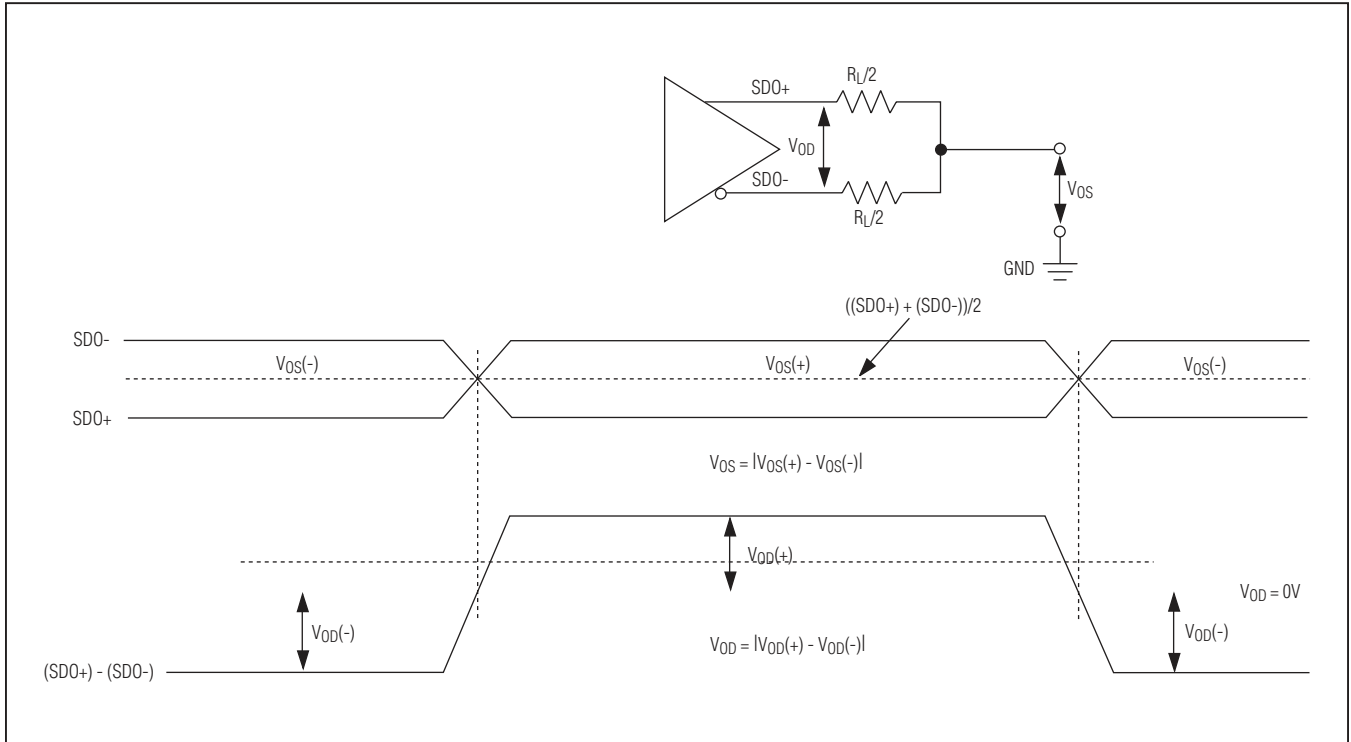 RL/2
SDO+
VOD
SDO-
RL/2
VOS
GND
((SDO+) + (SDO-))/2
SDO-
VOS(-)
VOS(+)
VOS(-)
SDO+
VOS = |VOS(+) - VOS(-)|
VOD(+)
VOD = 0V
VOD(-)
VOD(-)
VOD = |VOD(+) - VOD(-)|
(SDO+) - (SDO-)